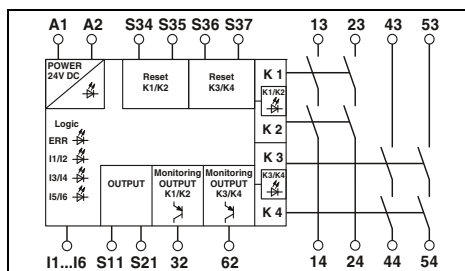 A1 A2 S34 S35 S36 S37 13 23 43 53
POWER
24V DC
Reset
K1/K2
Reset
K3/K4
K 1
K1/K2
K 2
Logic
ERR
I1/I2
I3/I4
I5/I6
K 3
K3/K4
K 4
OUTPUT
Monitoring
OUTPUT
K1/K2
Monitoring
OUTPUT
K3/K4
I1...I6 S11 S21 32 62 14 24 44 54